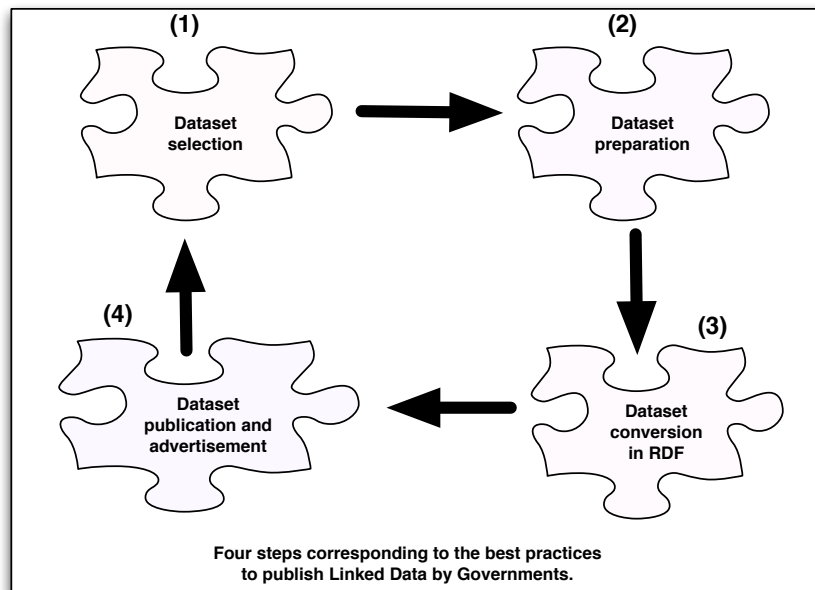 (1)
Dataset
selection
(2)
Dataset
preparation
(3)
Dataset
conversion
in RDF
(4)
Dataset
publication and
advertisement
Four steps corresponding to the best practices
to publish Linked Data by Governments.